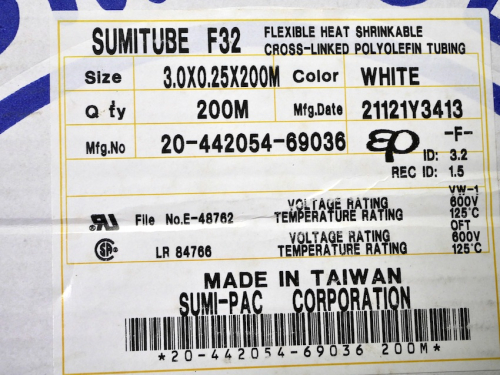 SUMITUBE F32 FLEXIBLE HEAT SHRINKABLE
CROSS-LINKED POLYOLEFIN TUBING
Size 3.0X0.25X200M Color WHITE
Q'ty 200M Mfg.Date 21121Y3413
Mfg.No 20-442054-69036 -F-
ID: 3.2
REC ID: 1.5
VW-1
File No.E-48762 VOLTAGE RATING 600V
TEMPERATURE RATING 125°C
OFT
LR 84766 VOLTAGE RATING 600V
TEMPERATURE RATING 125°C
MADE IN TAIWAN
SUMI-PAC CORPORATION
*20-442054-69036 200M*